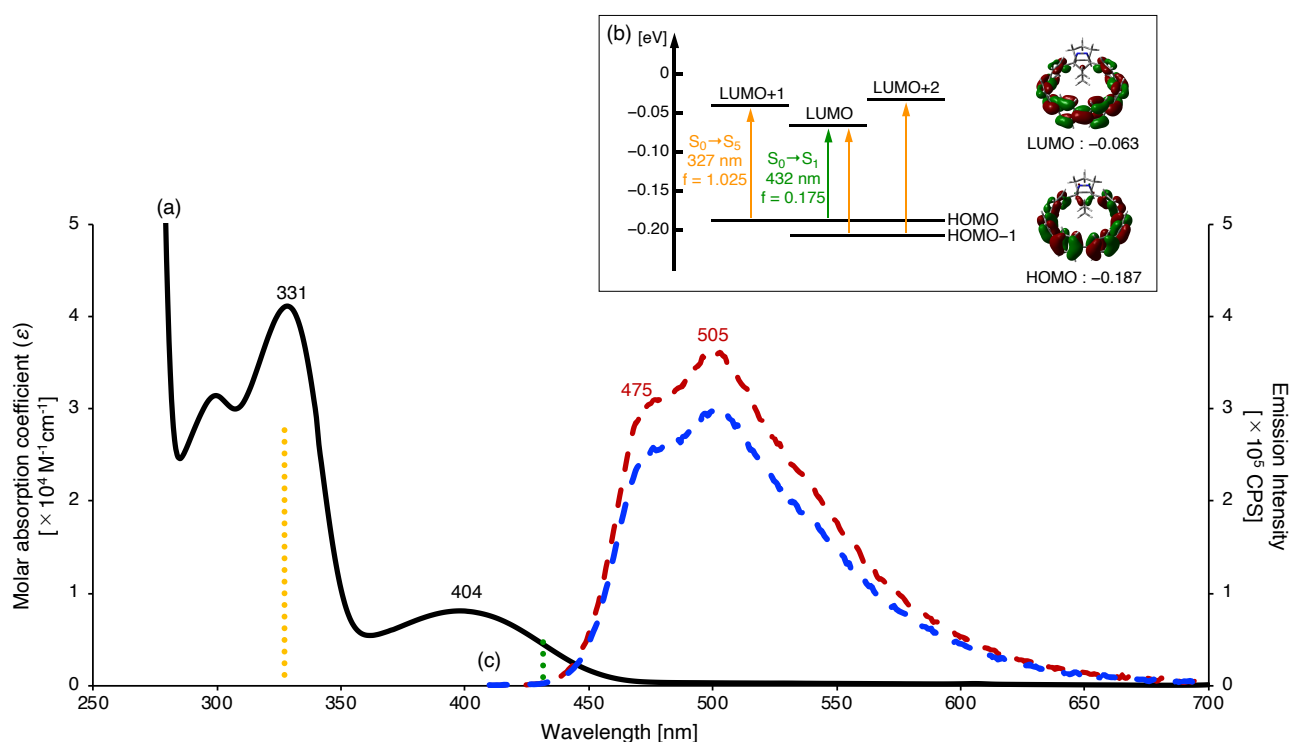 (b)
[eV]
0
−0.05
−0.10
−0.15
−0.20
LUMO+1
LUMO
LUMO+2
S0→S5
327 nm
f = 1.025
S0→S1
432 nm
f = 0.175
HOMO
HOMO−1
LUMO : −0.063
HOMO : −0.187
(a)
5
4
3
2
1
0
Molar absorption coefficient (ε)
[×10⁴ M⁻¹cm⁻¹]
331
404
(c)
475
505
5
4
3
2
1
0
Emission Intensity
[×10⁵ CPS]
250
300
350
400
450
500
550
600
650
700
Wavelength [nm]